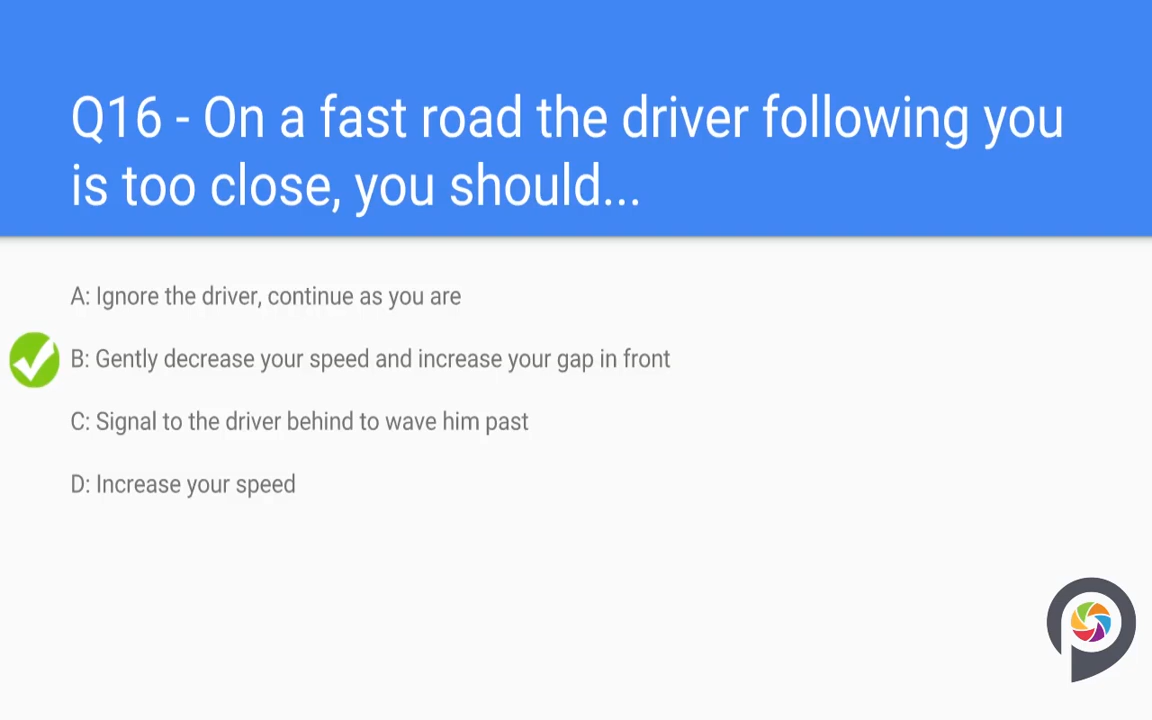 Q16 - On a fast road the driver following you
is too close, you should...
A: Ignore the driver, continue as you are
B: Gently decrease your speed and increase your gap in front
C: Signal to the driver behind to wave him past
D: Increase your speed